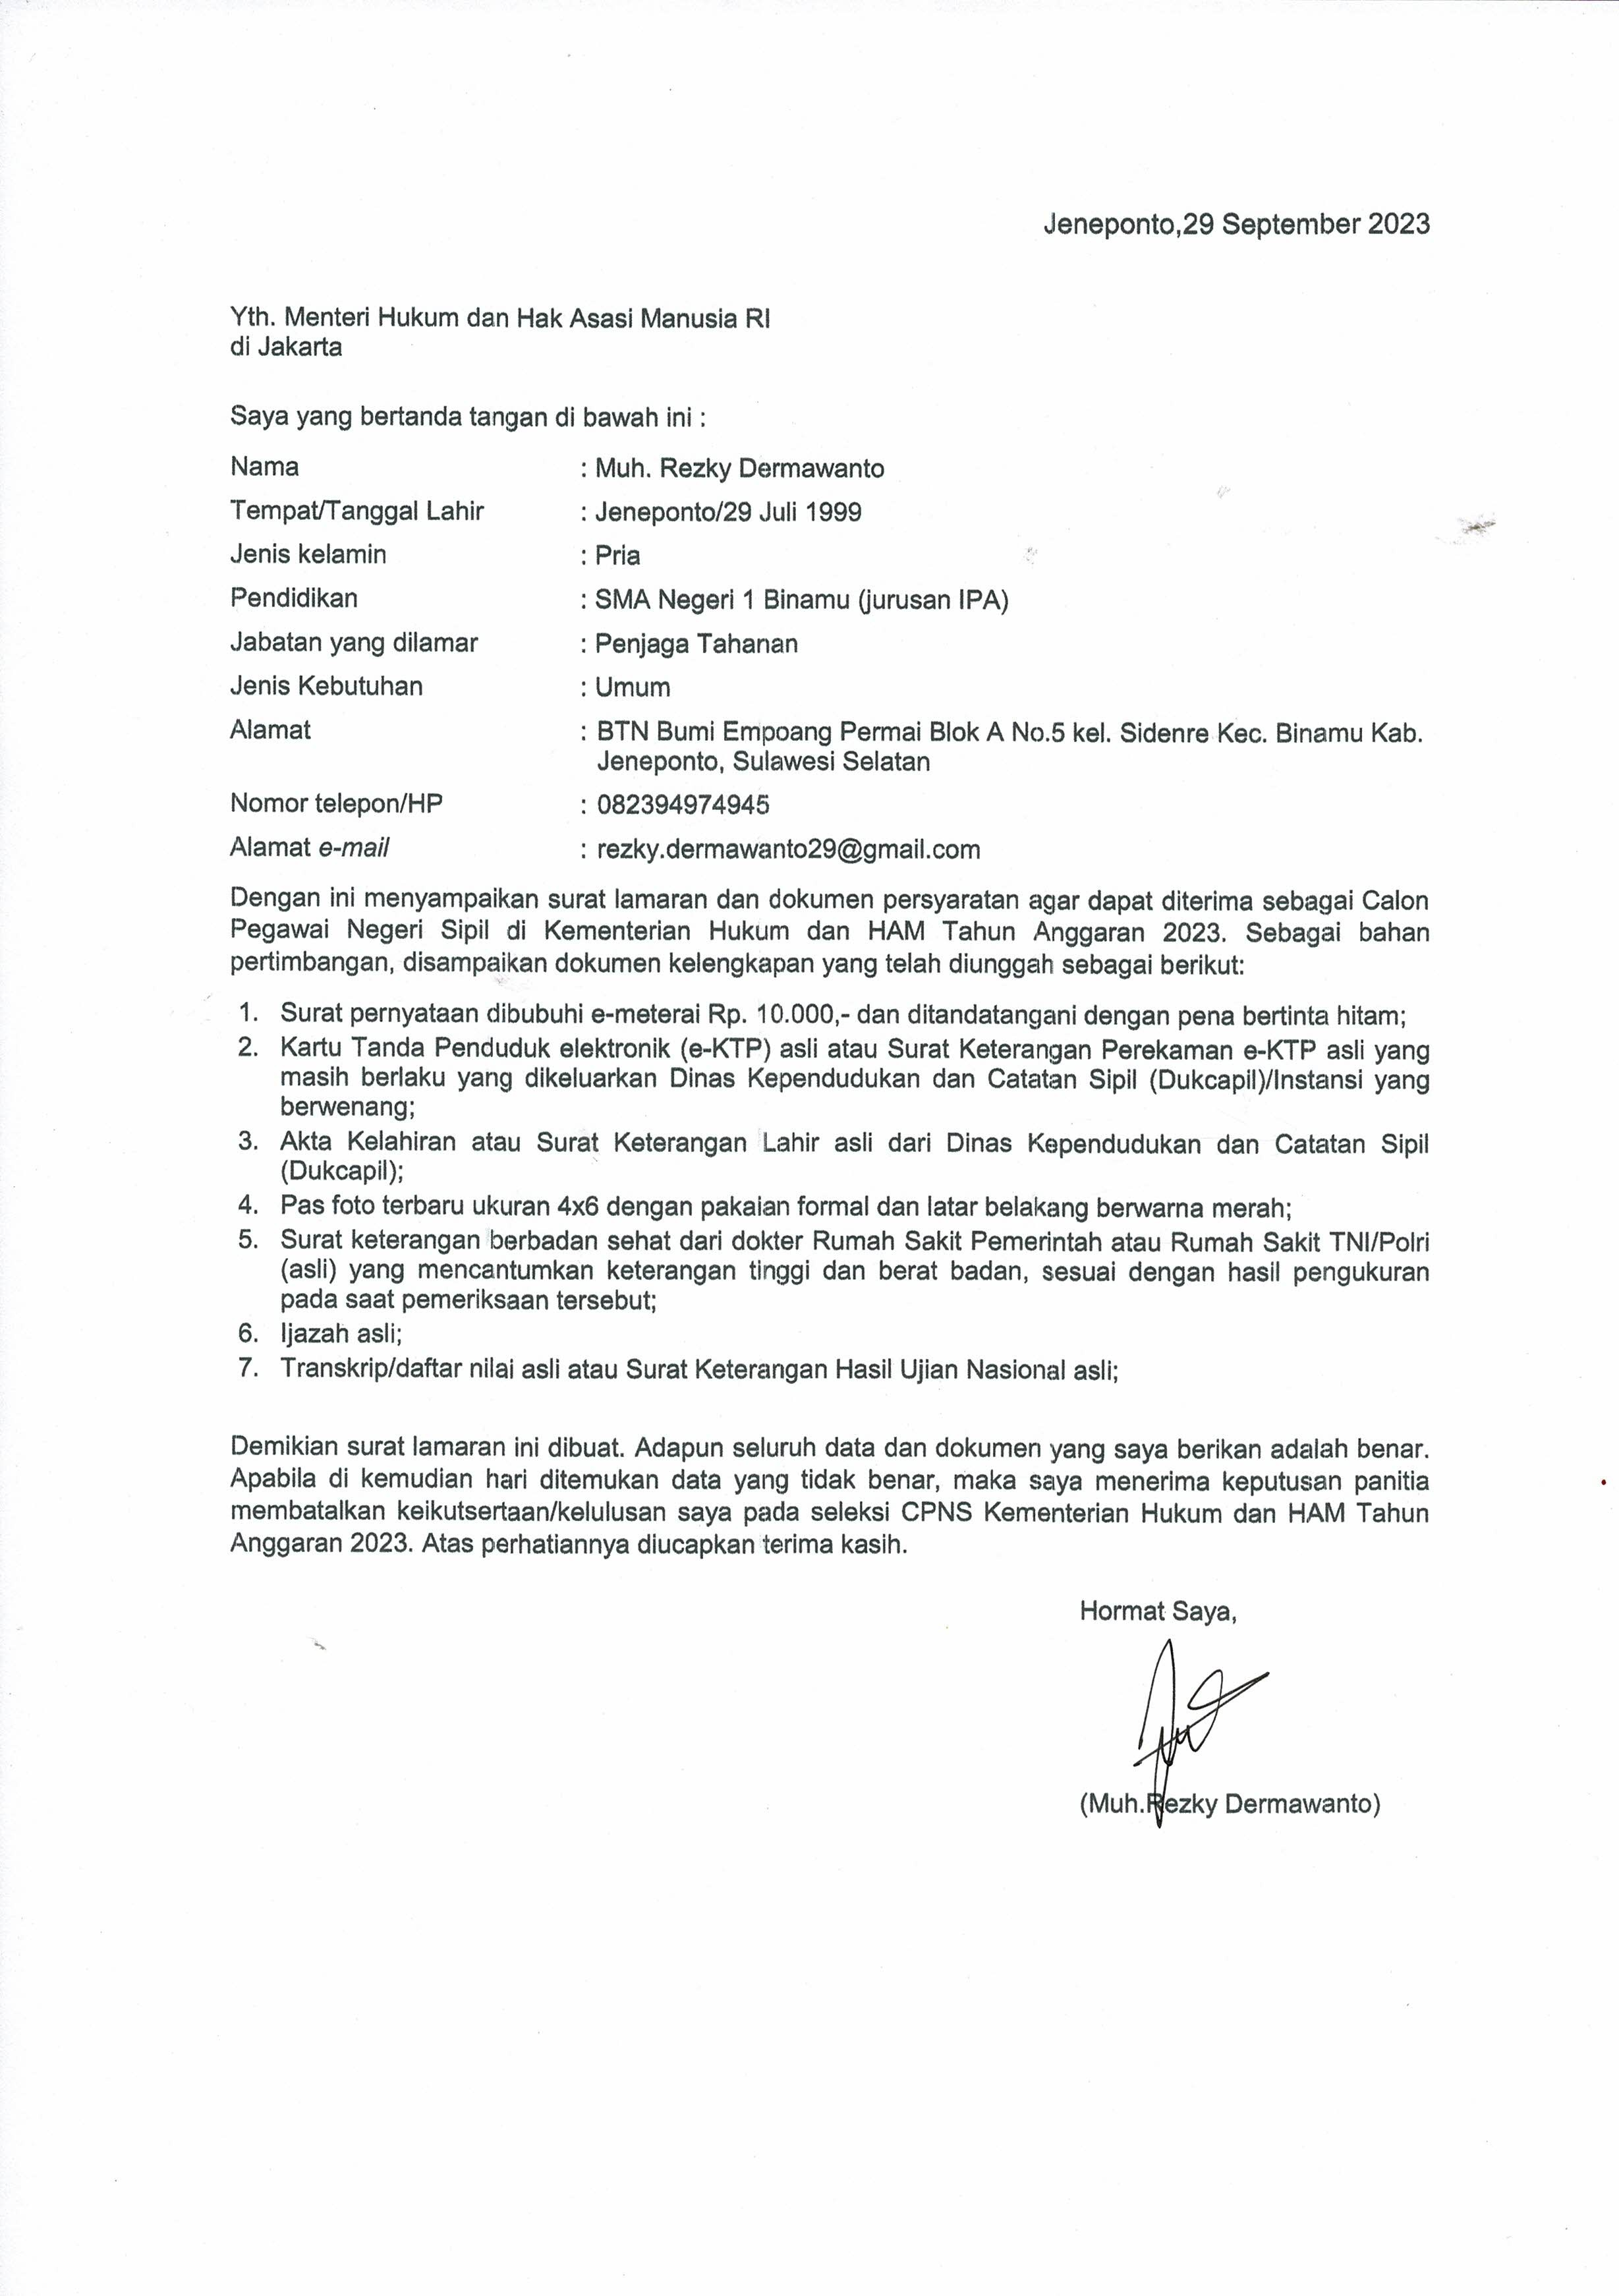 Jeneponto,29 September 2023
Yth. Menteri Hukum dan Hak Asasi Manusia RI
di Jakarta
Saya yang bertanda tangan di bawah ini :
Nama : Muh. Rezky Dermawanto
Tempat/Tanggal Lahir : Jeneponto/29 Juli 1999
Jenis kelamin : Pria
Pendidikan : SMA Negeri 1 Binamu (jurusan IPA)
Jabatan yang dilamar : Penjaga Tahanan
Jenis Kebutuhan : Umum
Alamat : BTN Bumi Empoang Permai Blok A No.5 kel. Sidenre Kec. Binamu Kab.
Jeneponto, Sulawesi Selatan
Nomor telepon/HP : 082394974945
Alamat e-mail : rezky.dermawanto29@gmail.com
Dengan ini menyampaikan surat lamaran dan dokumen persyaratan agar dapat diterima sebagai Calon
Pegawai Negeri Sipil di Kementerian Hukum dan HAM Tahun Anggaran 2023. Sebagai bahan
pertimbangan, disampaikan dokumen kelengkapan yang telah diunggah sebagai berikut:
1. Surat pernyataan dibubuhi e-meterai Rp. 10.000,- dan ditandatangani dengan pena bertinta hitam;
2. Kartu Tanda Penduduk elektronik (e-KTP) asli atau Surat Keterangan Perekaman e-KTP asli yang
masih berlaku yang dikeluarkan Dinas Kependudukan dan Catatan Sipil (Dukcapil)/Instansi yang
berwenang;
3. Akta Kelahiran atau Surat Keterangan Lahir asli dari Dinas Kependudukan dan Catatan Sipil
(Dukcapil);
4. Pas foto terbaru ukuran 4x6 dengan pakaian formal dan latar belakang berwarna merah;
5. Surat keterangan berbadan sehat dari dokter Rumah Sakit Pemerintah atau Rumah Sakit TNI/Polri
(asli) yang mencantumkan keterangan tinggi dan berat badan, sesuai dengan hasil pengukuran
pada saat pemeriksaan tersebut;
6. Ijazah asli;
7. Transkrip/daftar nilai asli atau Surat Keterangan Hasil Ujian Nasional asli;
Demikian surat lamaran ini dibuat. Adapun seluruh data dan dokumen yang saya berikan adalah benar.
Apabila di kemudian hari ditemukan data yang tidak benar, maka saya menerima keputusan panitia
membatalkan keikutsertaan/kelulusan saya pada seleksi CPNS Kementerian Hukum dan HAM Tahun
Anggaran 2023. Atas perhatiannya diucapkan terima kasih.
Hormat Saya,
(Muh.Rezky Dermawanto)